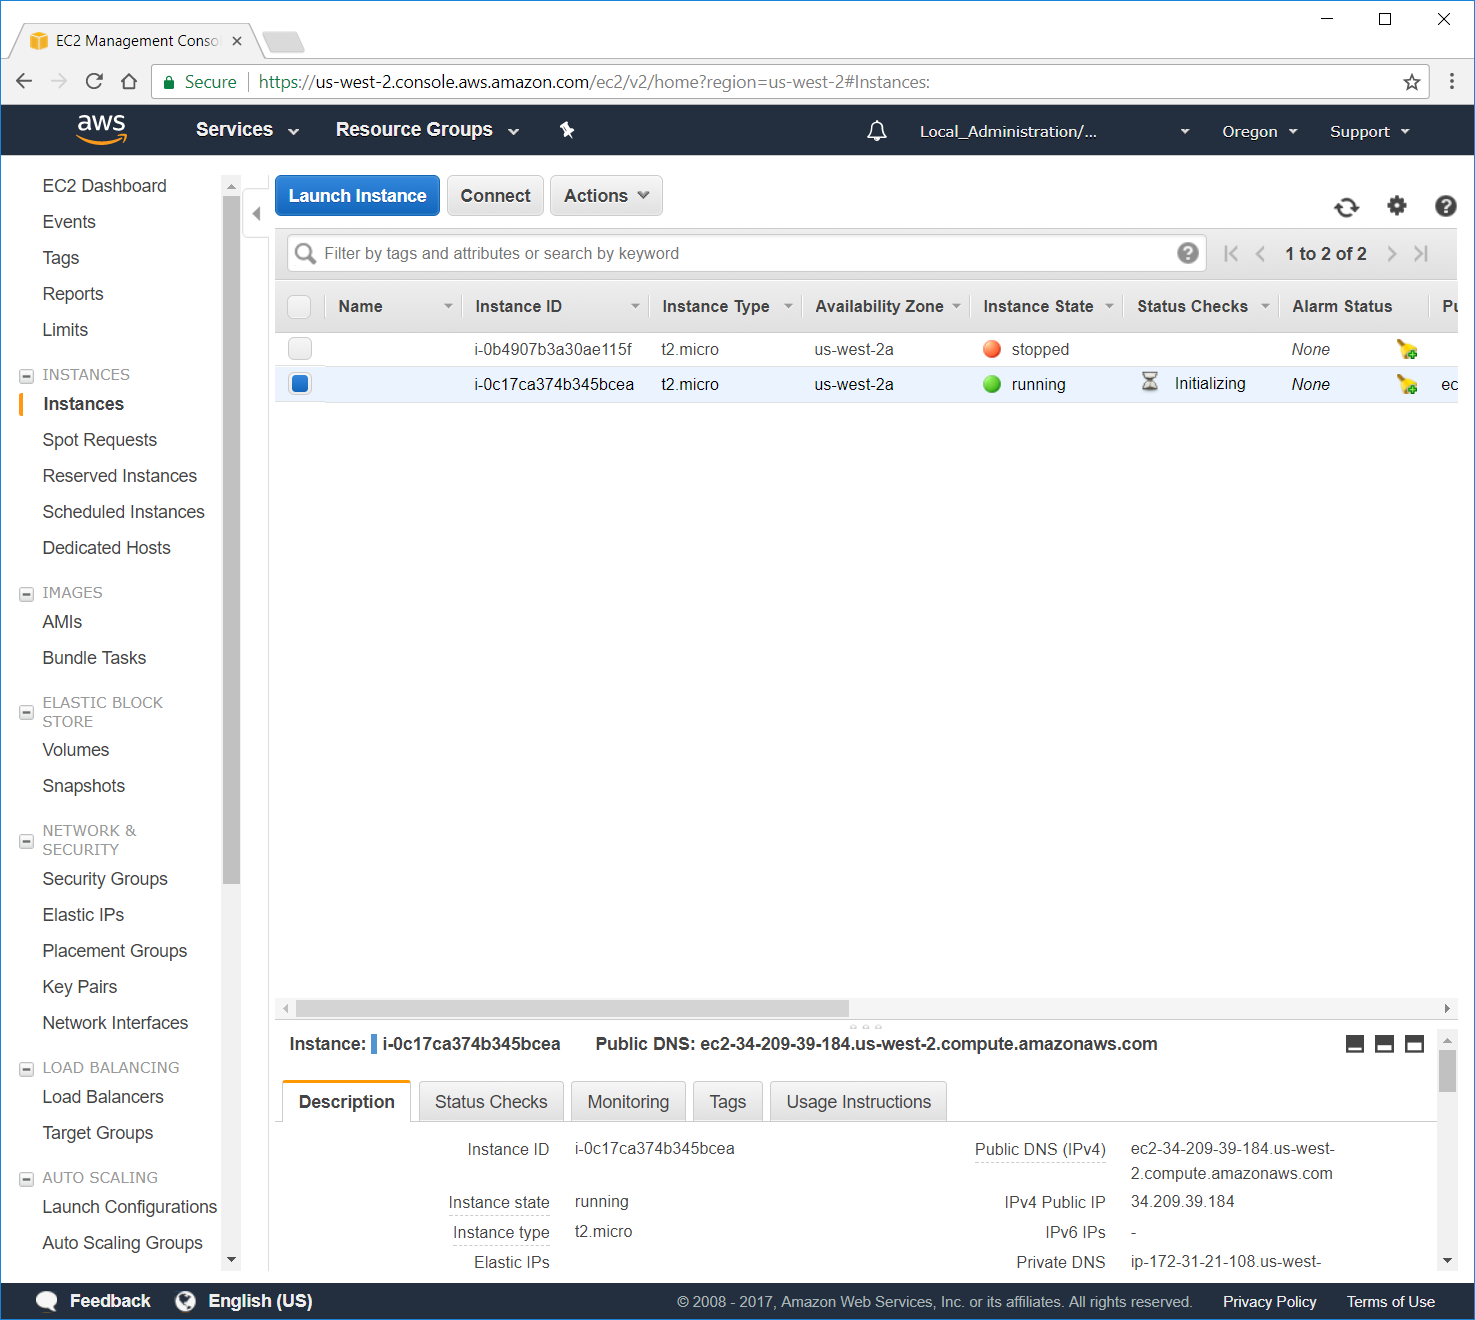 EC2 Management Conso
Secure https://us-west-2.console.aws.amazon.com/ec2/v2/home?region=us-west-2#Instances:
aws Services Resource Groups Local_Administration/... Oregon Support
EC2 Dashboard
Events
Tags
Reports
Limits
INSTANCES
Instances
Spot Requests
Reserved Instances
Scheduled Instances
Dedicated Hosts
IMAGES
AMIs
Bundle Tasks
ELASTIC BLOCK
STORE
Volumes
Snapshots
NETWORK &
SECURITY
Security Groups
Elastic IPs
Placement Groups
Key Pairs
Network Interfaces
LOAD BALANCING
Load Balancers
Target Groups
AUTO SCALING
Launch Configurations
Auto Scaling Groups
Launch Instance Connect Actions
Filter by tags and attributes or search by keyword 1 to 2 of 2
Name Instance ID Instance Type Availability Zone Instance State Status Checks Alarm Status Pu
i-0b4907b3a30ae115f t2.micro us-west-2a stopped None
i-0c17ca374b345bcea t2.micro us-west-2a running Initializing None ec
Instance: i-0c17ca374b345bcea Public DNS: ec2-34-209-39-184.us-west-2.compute.amazonaws.com
Description Status Checks Monitoring Tags Usage Instructions
Instance ID i-0c17ca374b345bcea Public DNS (IPv4) ec2-34-209-39-184.us-west-
2.compute.amazonaws.com
Instance state running IPv4 Public IP 34.209.39.184
Instance type t2.micro IPv6 IPs -
Elastic IPs Private DNS ip-172-31-21-108.us-west-
Feedback English (US) © 2008 - 2017, Amazon Web Services, Inc. or its affiliates. All rights reserved. Privacy Policy Terms of Use